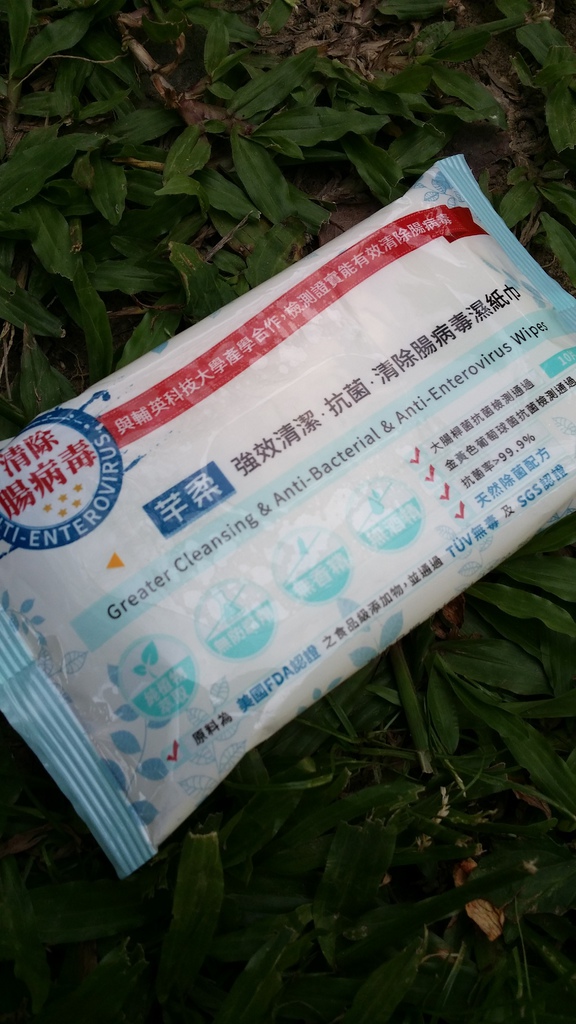 與輔英科技大學產學合作,檢測證實能有效清除腸病毒
清除
腸病毒
ANTI-ENTEROVIRUS
芊柔
強效清潔.抗菌.清除腸病毒濕紙巾
Greater Cleansing & Anti-Bacterial & Anti-Enterovirus Wipes
大腸桿菌抗菌檢測通過
金黃色葡萄球菌抗菌檢測通過
抗菌率>99.9%
天然除菌配方
原料為 美國FDA認證 之食品級添加物,並通過 TÜV無毒 及 SGS認證